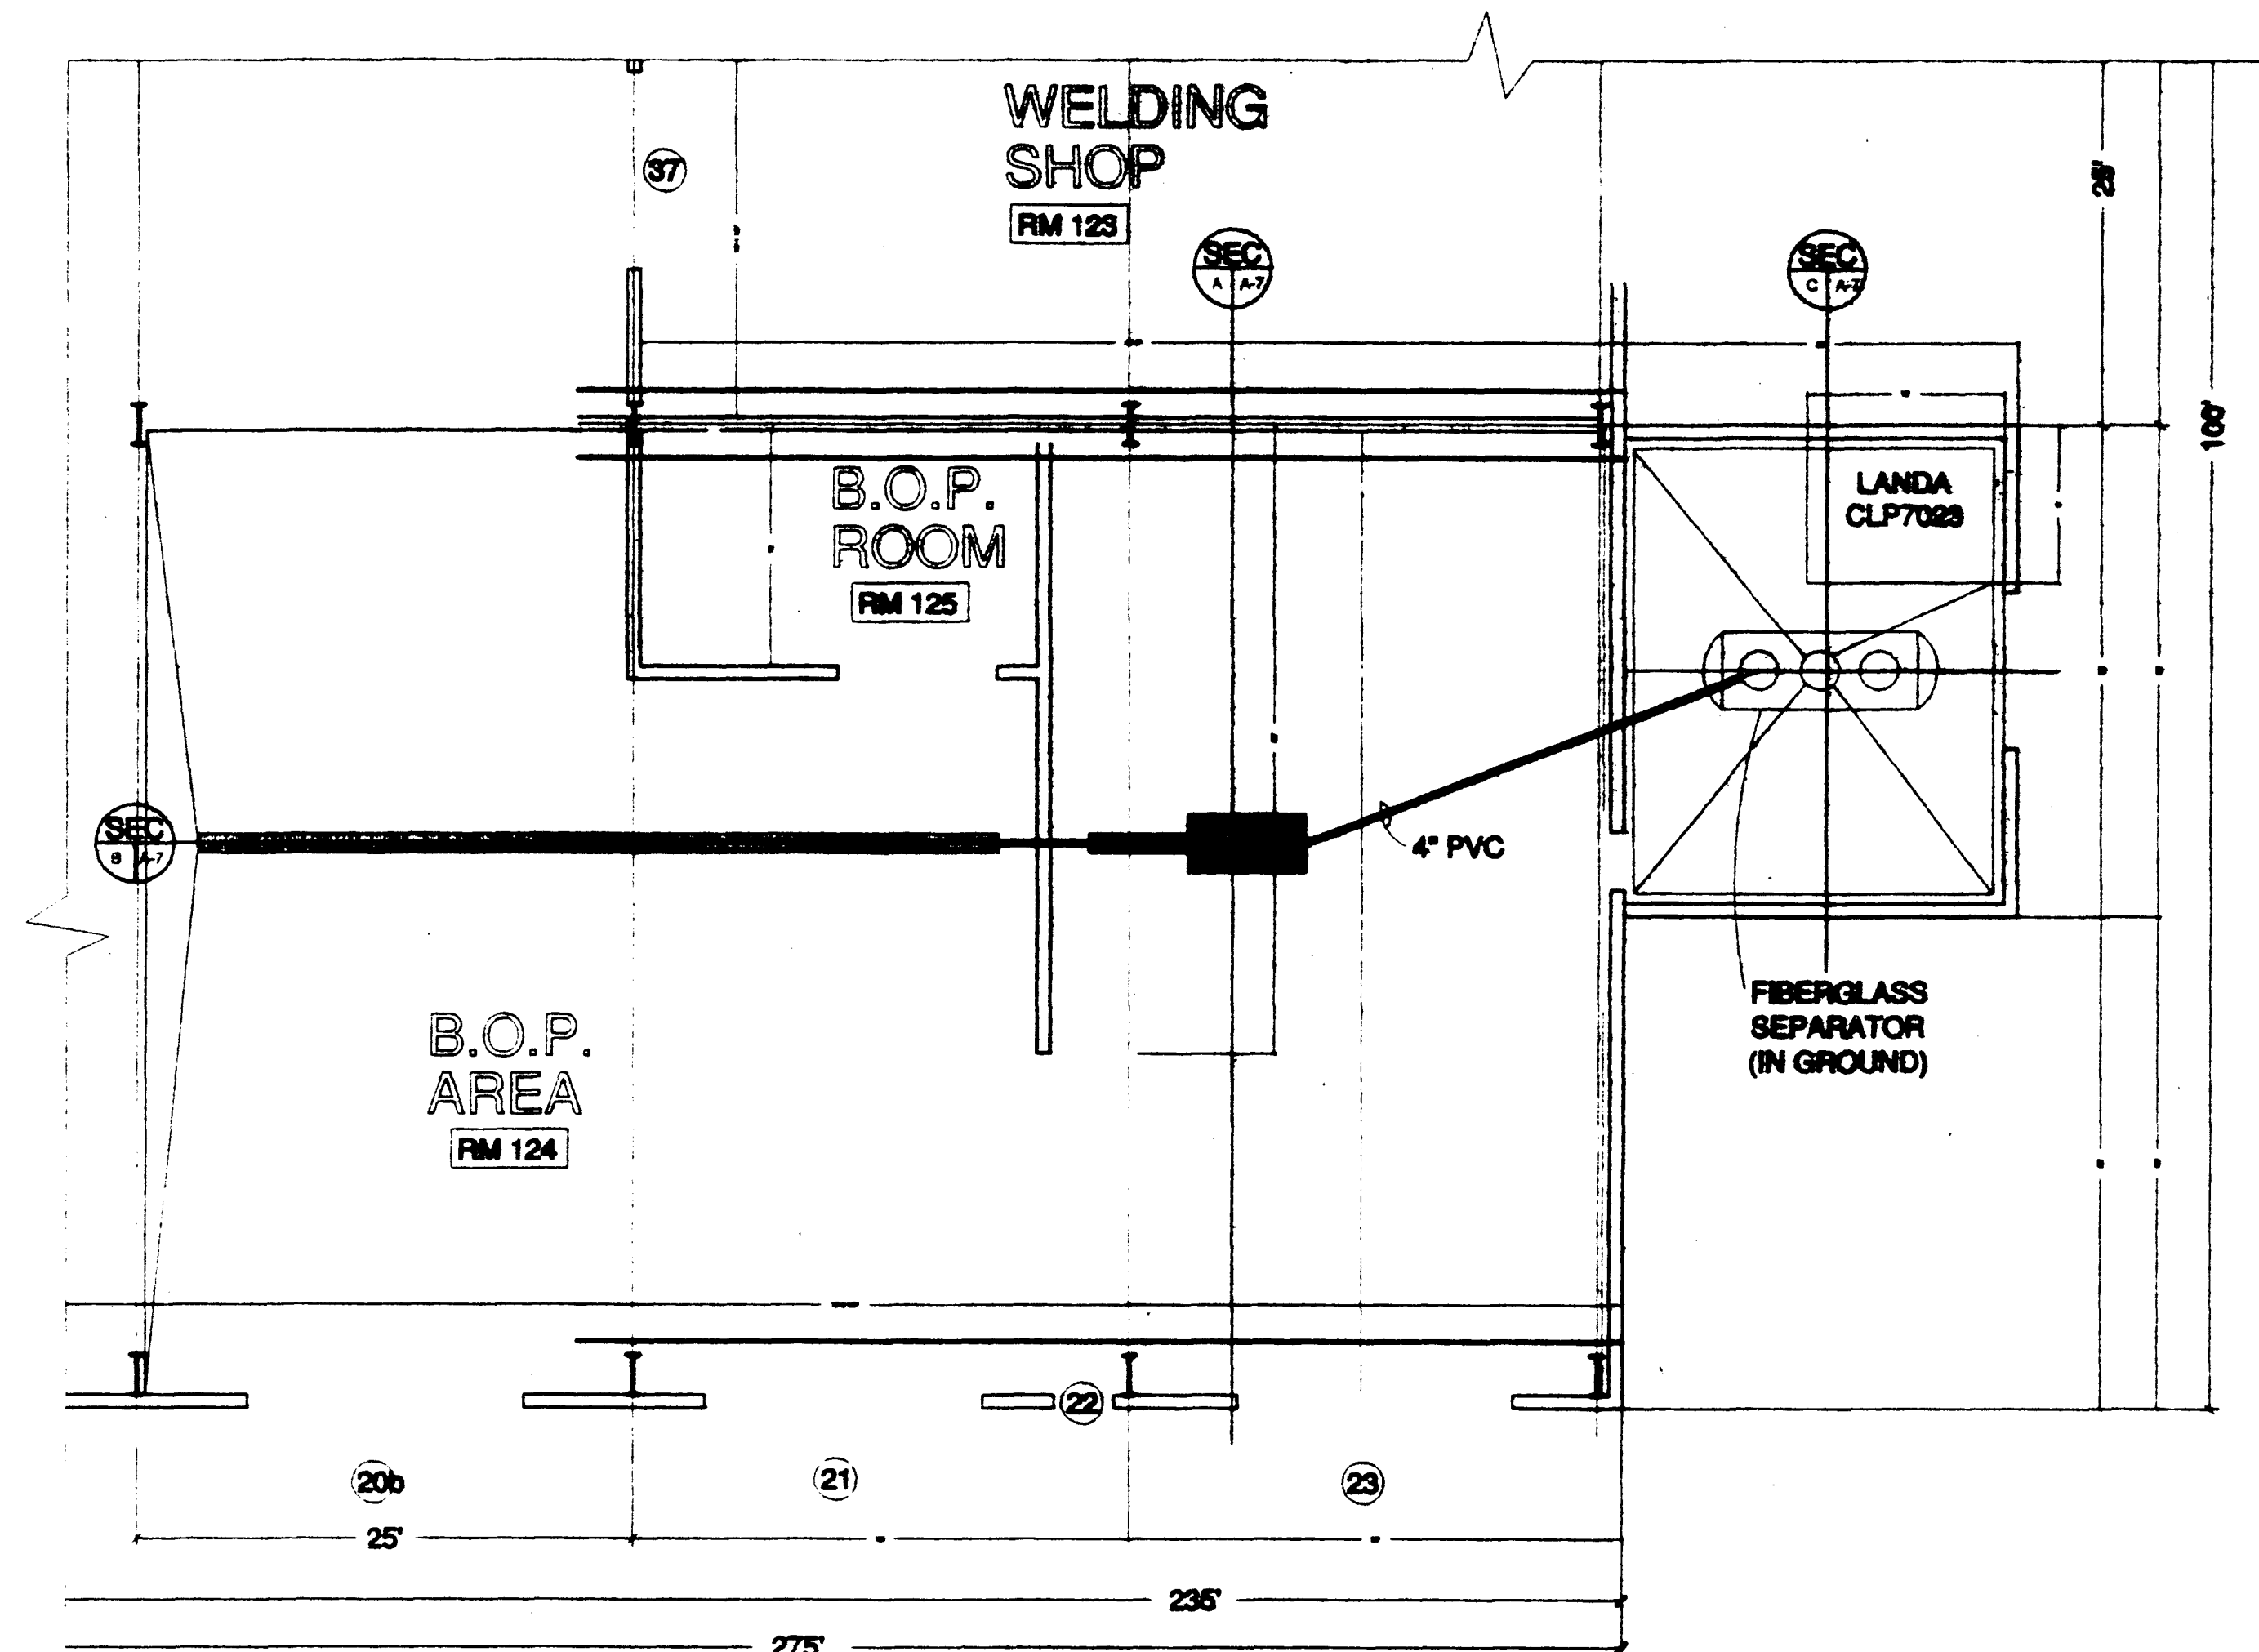 WELDING
SHOP
RM 123
37
25'
SEC
A A-7
SEC
C A-7
100'
LANDA
CLP7023
B.O.P.
ROOM
RM 125
SEC
B A-7
4" PVC
FIBERGLASS
SEPARATOR
(IN GROUND)
B.O.P.
AREA
RM 124
22
20b
21
23
25'
235'
275'